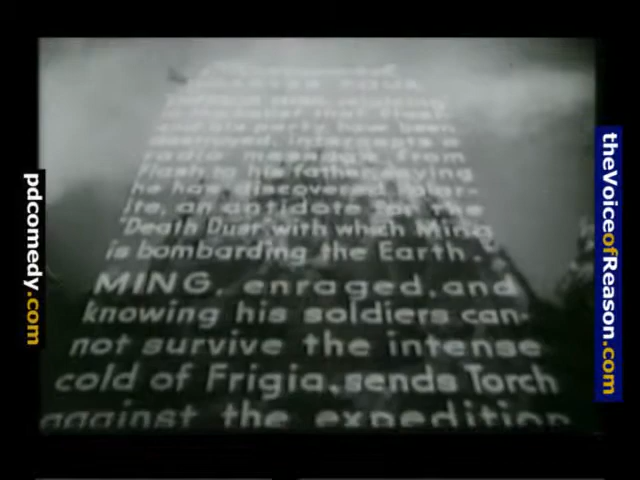 destroyed, intercepts a
radio message from
Flash to his father, saying
he has discovered Polar-
ite, an antidote for the
"Death Dust" with which Ming
is bombarding the Earth.
MING, enraged, and
knowing his soldiers can-
not survive the intense
cold of Frigia, sends Torch
against the expedition
pdcomedy.com
theVoiceofReason.com